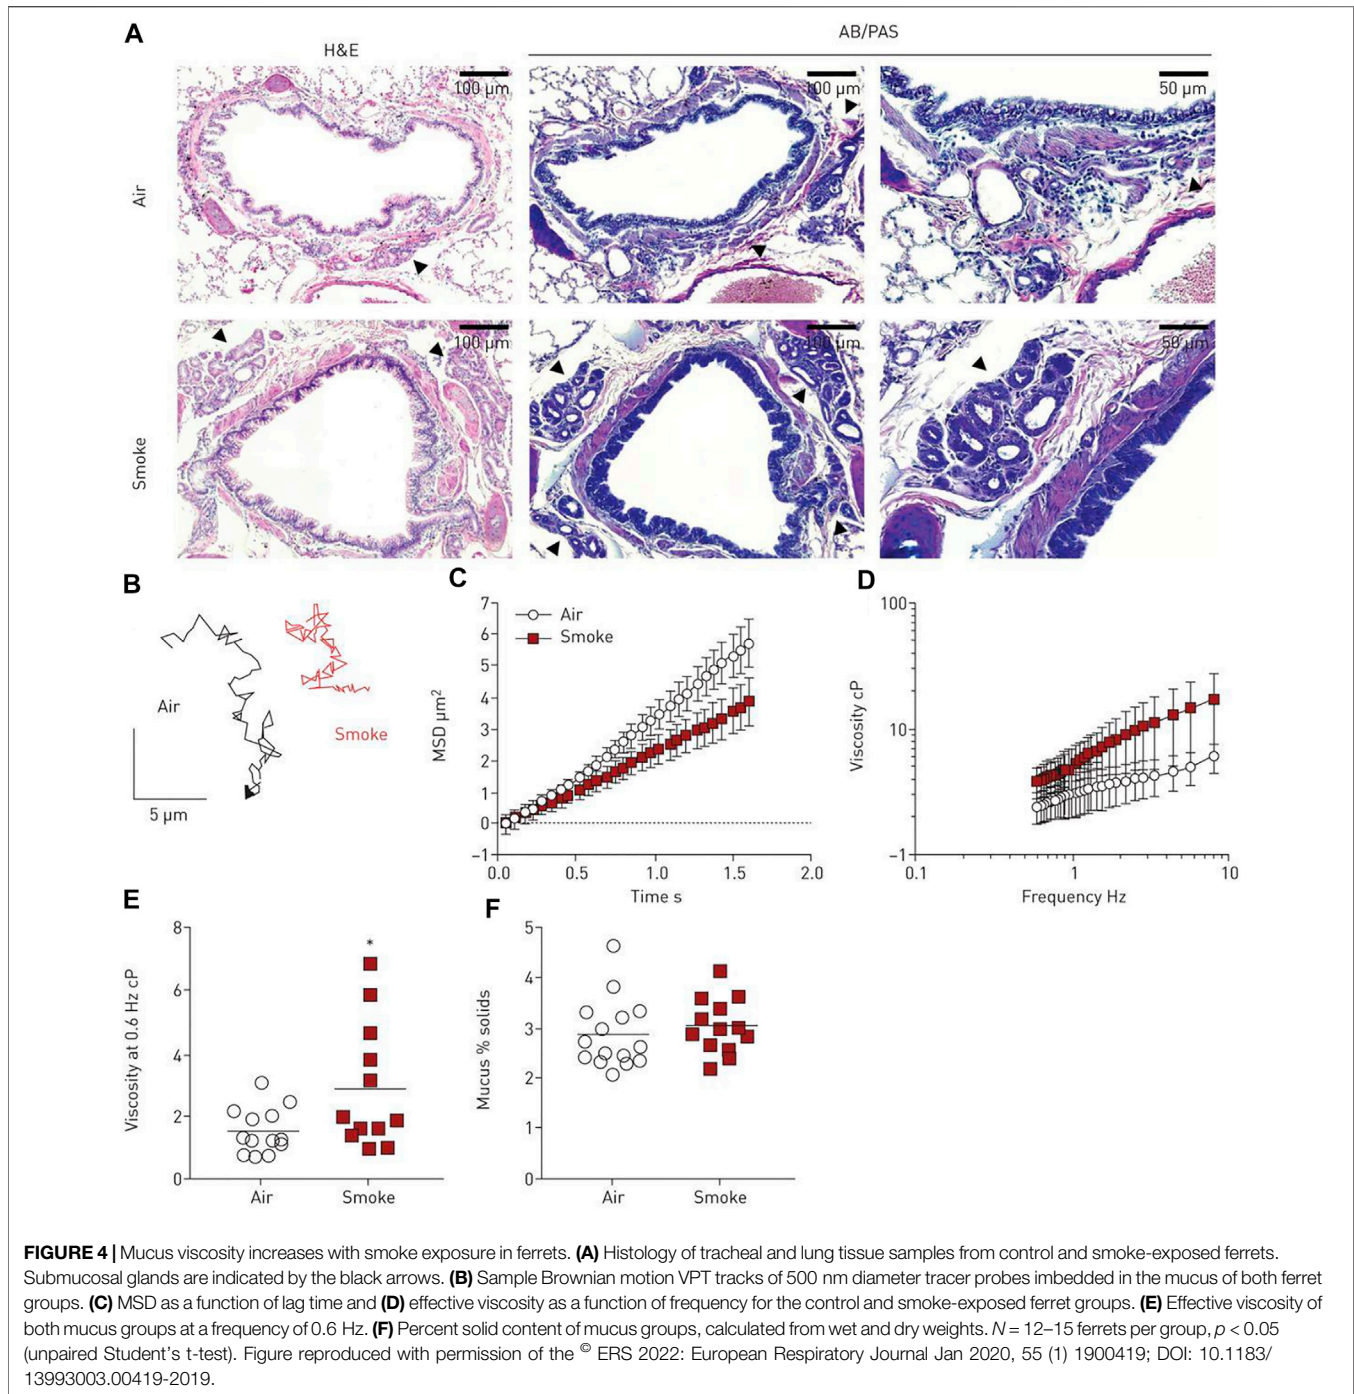 A
H&E
AB/PAS
Air
100 µm
100 µm
50 µm
Smoke
100 µm
100 µm
50 µm
B
Air
Smoke
5 µm
C
MSD µm²
7
6
5
4
3
2
1
0
–1
Air
Smoke
0.0 0.5 1.0 1.5 2.0
Time s
D
Viscosity cP
100
10
–1
0.1 1 10
Frequency Hz
E
Viscosity at 0.6 Hz cP
8
6
4
2
0
*
Air Smoke
F
Mucus % solids
5
4
3
2
1
0
Air Smoke
FIGURE 4 | Mucus viscosity increases with smoke exposure in ferrets. (A) Histology of tracheal and lung tissue samples from control and smoke-exposed ferrets.
Submucosal glands are indicated by the black arrows. (B) Sample Brownian motion VPT tracks of 500 nm diameter tracer probes imbedded in the mucus of both ferret
groups. (C) MSD as a function of lag time and (D) effective viscosity as a function of frequency for the control and smoke-exposed ferret groups. (E) Effective viscosity of
both mucus groups at a frequency of 0.6 Hz. (F) Percent solid content of mucus groups, calculated from wet and dry weights. N = 12–15 ferrets per group, p < 0.05
(unpaired Student's t-test). Figure reproduced with permission of the © ERS 2022: European Respiratory Journal Jan 2020, 55 (1) 1900419; DOI: 10.1183/
13993003.00419-2019.